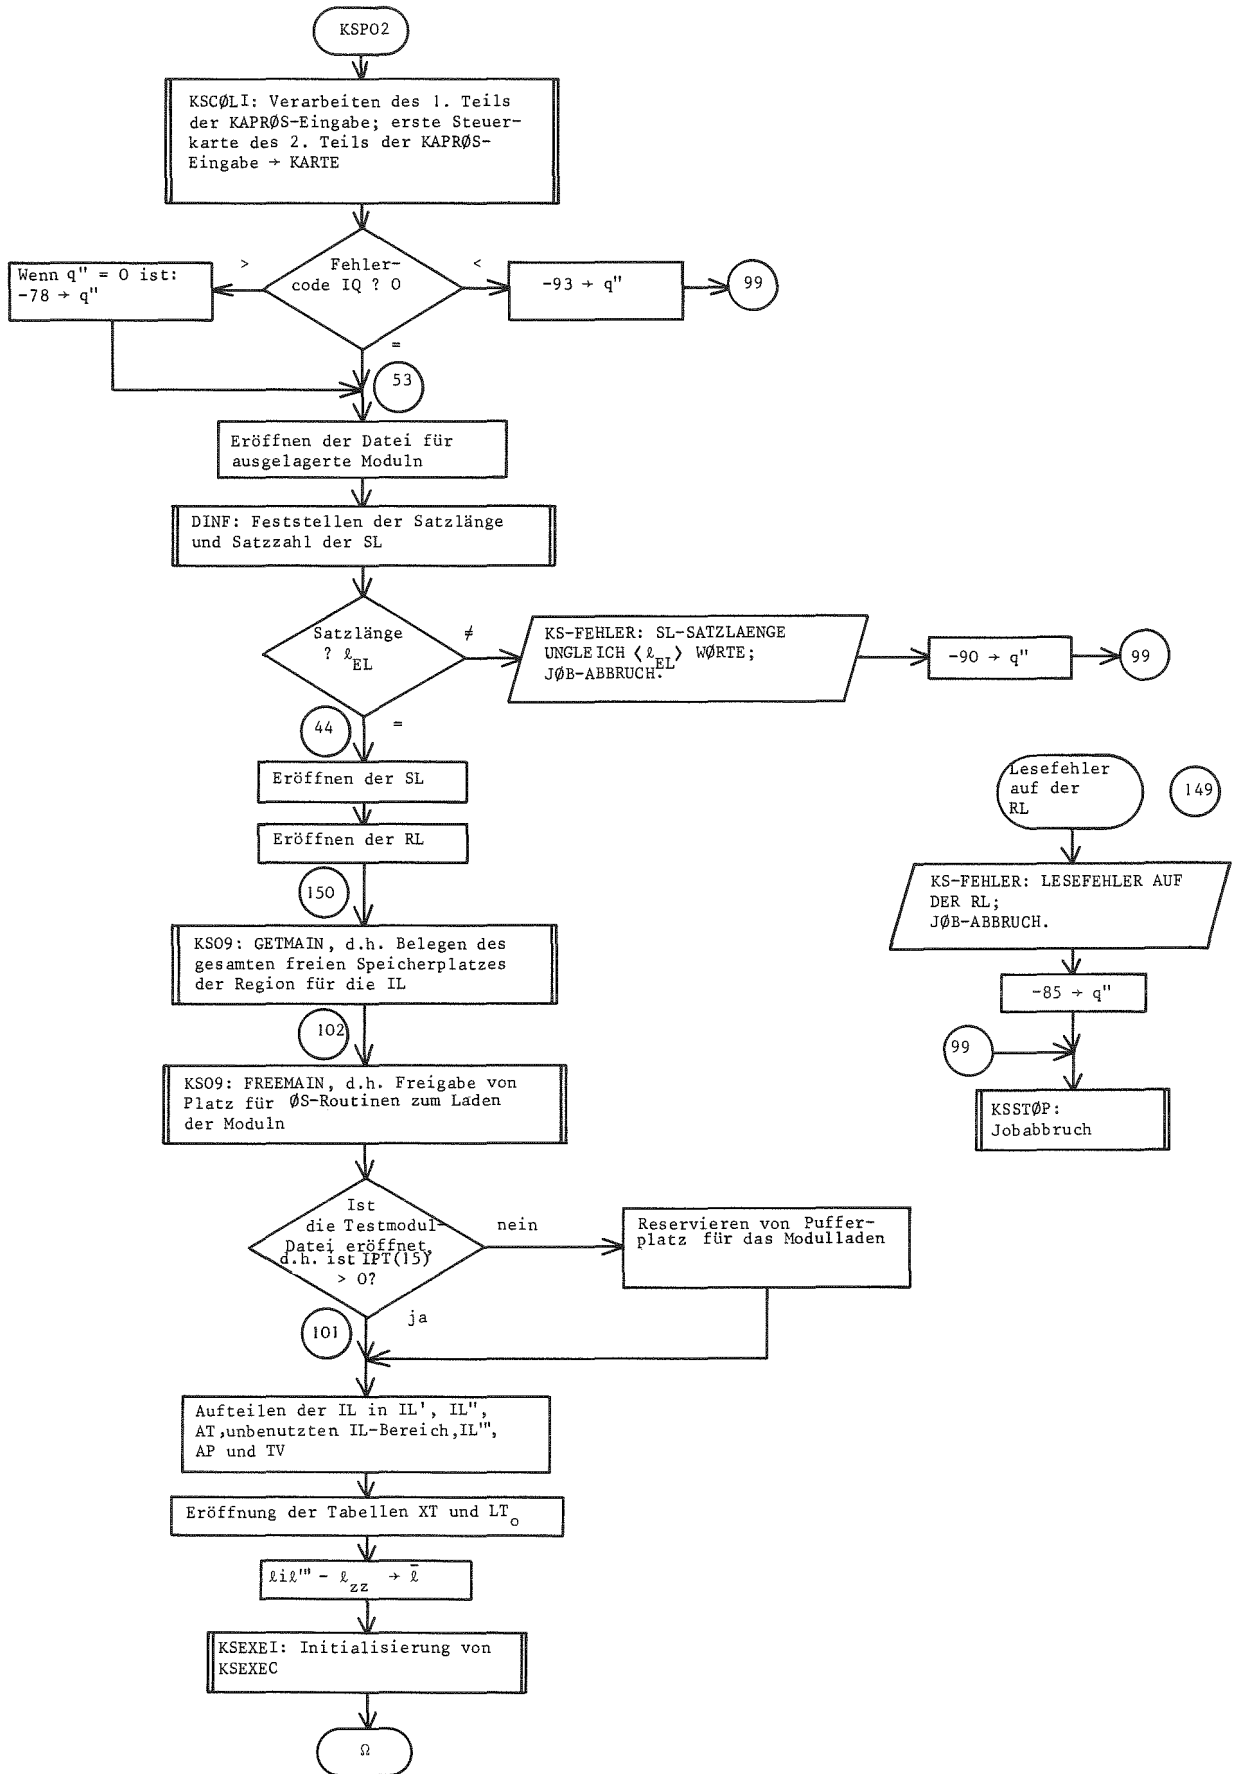 KSPO2
KSCØLI: Verarbeiten des 1. Teils
der KAPRØS-Eingabe; erste Steuer-
karte des 2. Teils der KAPRØS-
Eingabe → KARTE
Fehler-
code IQ ? O
>
<
=
Wenn q" = O ist:
-78 → q"
-93 → q"
99
53
Eröffnen der Datei für
ausgelagerte Moduln
DINF: Feststellen der Satzlänge
und Satzzahl der SL
Satzlänge
? ℓEL
≠
=
KS-FEHLER: SL-SATZLAENGE
UNGLEICH ⟨ℓEL⟩ WØRTE;
JØB-ABBRUCH.
-90 → q"
99
44
Eröffnen der SL
Eröffnen der RL
150
KSO9: GETMAIN, d.h. Belegen des
gesamten freien Speicherplatzes
der Region für die IL
102
KSO9: FREEMAIN, d.h. Freigabe von
Platz für ØS-Routinen zum Laden
der Moduln
Lesefehler
auf der
RL
149
KS-FEHLER: LESEFEHLER AUF
DER RL;
JØB-ABBRUCH.
-85 → q"
99
KSSTØP:
Jobabbruch
Ist
die Testmodul-
Datei eröffnet,
d.h. ist IPT(15)
> O?
nein
ja
Reservieren von Puffer-
platz für das Modulladen
101
Aufteilen der IL in IL', IL",
AT,unbenutzten IL-Bereich,IL"',
AP und TV
Eröffnung der Tabellen XT und LTo
ℓiℓ"' - ℓzz → ℓ̄
KSEXEI: Initialisierung von
KSEXEC
Ω